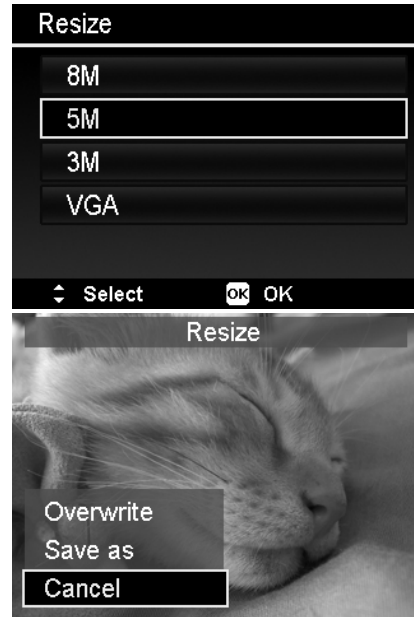 Resize
8M
5M
3M
VGA
Select OK OK
Resize
Overwrite
Save as
Cancel